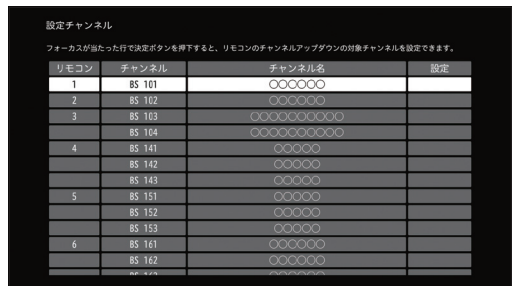 設定チャンネル
フォーカスが当たった行で決定ボタンを押下すると、リモコンのチャンネルアップダウンの対象チャンネルを設定できます。
リモコン チャンネル チャンネル名 設定
1 BS 101 ○○○○○○
2 BS 102 ○○○○○○
3 BS 103 ○○○○○○○○○○
BS 104 ○○○○○○○○○○
4 BS 141 ○○○○○
BS 142 ○○○○○
BS 143 ○○○○○
5 BS 151 ○○○○○
BS 152 ○○○○○
BS 153 ○○○○○
6 BS 161 ○○○○○○
BS 162 ○○○○○○